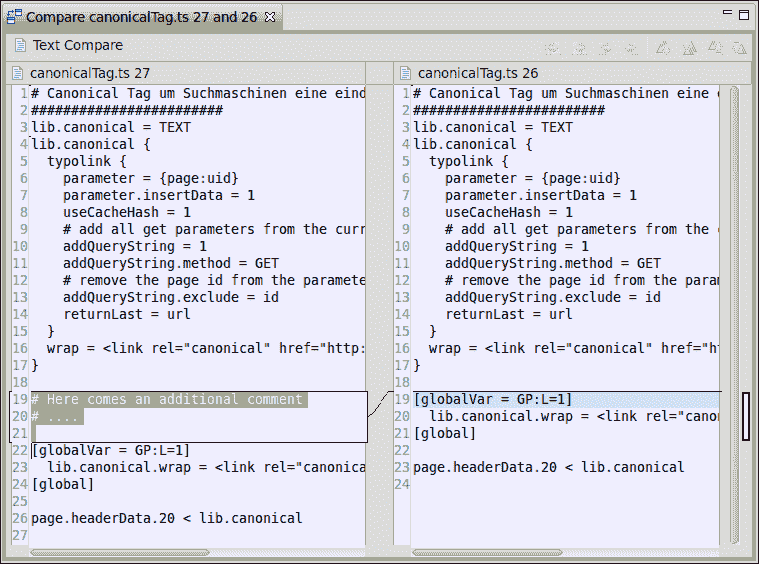 Compare canonicalTag.ts 27 and 26
Text Compare
canonicalTag.ts 27
1 # Canonical Tag um Suchmaschinen eine eind
2 ########################
3 lib.canonical = TEXT
4 lib.canonical {
5 typolink {
6 parameter = {page:uid}
7 parameter.insertData = 1
8 useCacheHash = 1
9 # add all get parameters from the curr
10 addQueryString = 1
11 addQueryString.method = GET
12 # remove the page id from the paramete
13 addQueryString.exclude = id
14 returnLast = url
15 }
16 wrap = <link rel="canonical" href="http:
17 }
18
19 # Here comes an additional comment
20 # ....
21
22 [globalVar = GP:L=1]
23 lib.canonical.wrap = <link rel="canonica
24 [global]
25
26 page.headerData.20 < lib.canonical
27
canonicalTag.ts 26
1 # Canonical Tag um Suchmaschinen eine e
2 ########################
3 lib.canonical = TEXT
4 lib.canonical {
5 typolink {
6 parameter = {page:uid}
7 parameter.insertData = 1
8 useCacheHash = 1
9 # add all get parameters from the c
10 addQueryString = 1
11 addQueryString.method = GET
12 # remove the page id from the param
13 addQueryString.exclude = id
14 returnLast = url
15 }
16 wrap = <link rel="canonical" href="ht
17 }
18
19 [globalVar = GP:L=1]
20 lib.canonical.wrap = <link rel="canon
21 [global]
22
23 page.headerData.20 < lib.canonical
24